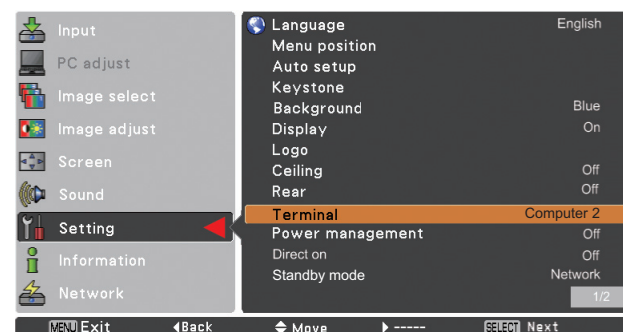 Input
PC adjust
Image select
Image adjust
Screen
Sound
Setting
Information
Network
Language English
Menu position
Auto setup
Keystone
Background Blue
Display On
Logo
Ceiling Off
Rear Off
Terminal Computer 2
Power management Off
Direct on Off
Standby mode Network
1/2
MENU Exit Back Move ----- SELECT Next